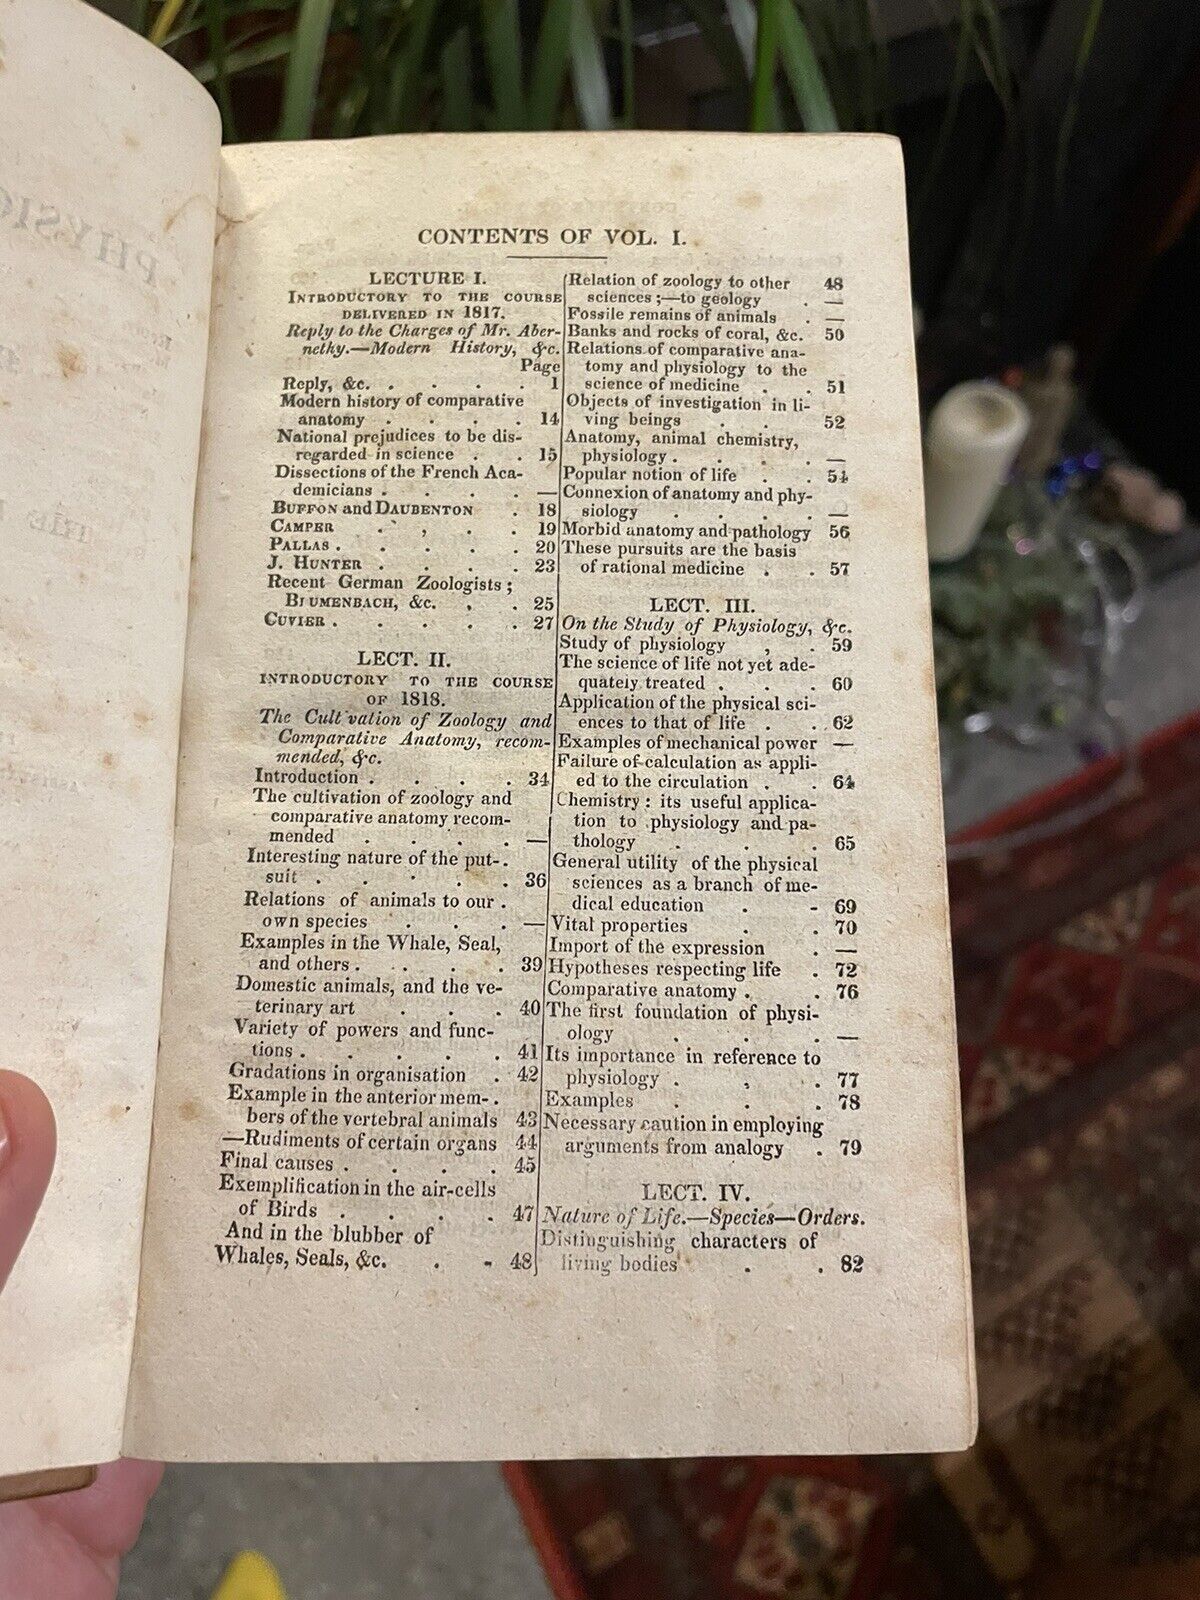 CONTENTS OF VOL. I.
LECTURE I.
INTRODUCTORY TO THE COURSE
DELIVERED IN 1817.
Reply to the Charges of Mr. Aber-
nethy.—Modern History, &c.
Page
Reply, &c. . . . . 1
Modern history of comparative
anatomy . . . . 14
National prejudices to be dis-
regarded in science . . 15
Dissections of the French Aca-
demicians . . . . —
BUFFON and DAUBENTON . 18
CAMPER . , . . 19
PALLAS . . . . . 20
J. HUNTER . . . . 23
Recent German Zoologists ;
BLUMENBACH, &c. . . 25
CUVIER . . . . . 27
LECT. II.
INTRODUCTORY TO THE COURSE
OF 1818.
The Cult vation of Zoology and
Comparative Anatomy, recom-
mended, &c.
Introduction . . . . 34
The cultivation of zoology and
comparative anatomy recom-
mended . . . . —
Interesting nature of the put-.
suit . . . . . 36
Relations of animals to our .
own species . . . —
Examples in the Whale, Seal,
and others . . . . 39
Domestic animals, and the ve-
terinary art . . . 40
Variety of powers and func-
tions . . . . . 41
Gradations in organisation . 42
Example in the anterior mem-.
bers of the vertebral animals 43
—Rudiments of certain organs 44
Final causes . . . . 45
Exemplification in the air-cells
of Birds . . . . 47
And in the blubber of
Whales, Seals, &c. . - 48
Relation of zoology to other 48
sciences ;—to geology . —
Fossile remains of animals . —
Banks and rocks of coral, &c. 50
Relations of comparative ana-
tomy and physiology to the
science of medicine . . 51
Objects of investigation in li-
ving beings . . 52
Anatomy, animal chemistry,
physiology . . . . —
Popular notion of life . . 54
Connexion of anatomy and phy-
siology . . . . —
Morbid anatomy and pathology 56
These pursuits are the basis
of rational medicine . . 57
LECT. III.
On the Study of Physiology, &c.
Study of physiology , . 59
The science of life not yet ade-
quately treated . . . 60
Application of the physical sci-
ences to that of life . . 62
Examples of mechanical power —
Failure of calculation as appli-
ed to the circulation . . 64
Chemistry : its useful applica-
tion to physiology and pa-
thology . . . 65
General utility of the physical
sciences as a branch of me-
dical education . - 69
Vital properties . . 70
Import of the expression . —
Hypotheses respecting life . 72
Comparative anatomy . . 76
The first foundation of physi-
ology . . . —
Its importance in reference to
physiology . , . 77
Examples . . . 78
Necessary caution in employing
arguments from analogy . 79
LECT. IV.
Nature of Life.—Species—Orders.
Distinguishing characters of
living bodies . . 82